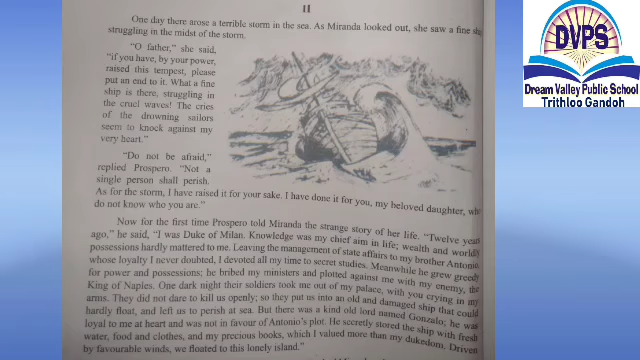 II
One day there arose a terrible storm in the sea. As Miranda looked out, she saw a fine
struggling in the midst of the storm.
"O father," she said,
"if you have, by your power,
raised this tempest, please
put an end to it. What a fine
ship is there, struggling in
the cruel waves! The cries
of the drowning sailors
seem to knock against my
very heart."
"Do not be afraid,"
replied Prospero. "Not a
single person shall perish.
As for the storm, I have raised it for your sake. I have done it for you, my beloved daughter,
do not know who you are."
Now for the first time Prospero told Miranda the strange story of her life. "Twelve years
ago," he said, "I was Duke of Milan. Knowledge was my chief aim in life; wealth and worldly
possessions hardly mattered to me. Leaving the management of state affairs to my brother Antonio,
whose loyalty I never doubted, I devoted all my time to secret studies. Meanwhile he grew greedy
for power and possessions; he bribed my ministers and plotted against me with my enemy, the
King of Naples. One dark night their soldiers took me out of my palace, with you crying in my
arms. They did not dare to kill us openly; so they put us into an old and damaged ship that could
hardly float, and left us to perish at sea. But there was a kind old lord named Gonzalo; he was
loyal to me at heart and was not in favour of Antonio's plot. He secretly stored the ship with fresh
water, food and clothes, and my precious books, which I valued more than my dukedom. Driven
by favourable winds, we floated to this lonely island."
DVPS
Dream Valley Public School
Trithloo Gandoh